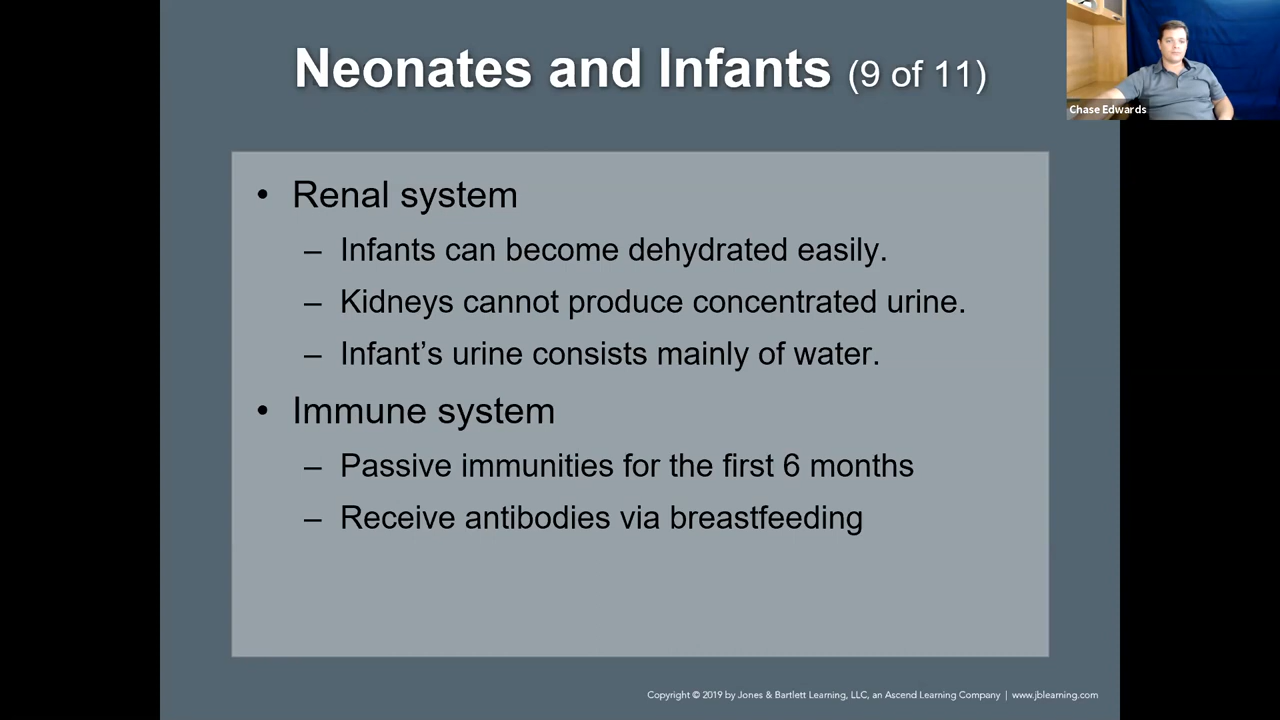 Neonates and Infants (9 of 11)
Chase Edwards
• Renal system
– Infants can become dehydrated easily.
– Kidneys cannot produce concentrated urine.
– Infant’s urine consists mainly of water.
• Immune system
– Passive immunities for the first 6 months
– Receive antibodies via breastfeeding
Copyright © 2019 by Jones & Bartlett Learning, LLC, an Ascend Learning Company | www.jblearning.com